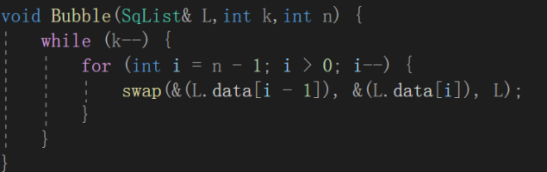 void Bubble(SqList& L,int k,int n) {
    while (k--) {
        for (int i = n - 1; i > 0; i--) {
            swap(&(L.data[i - 1]), &(L.data[i]), L);
        }
    }
}